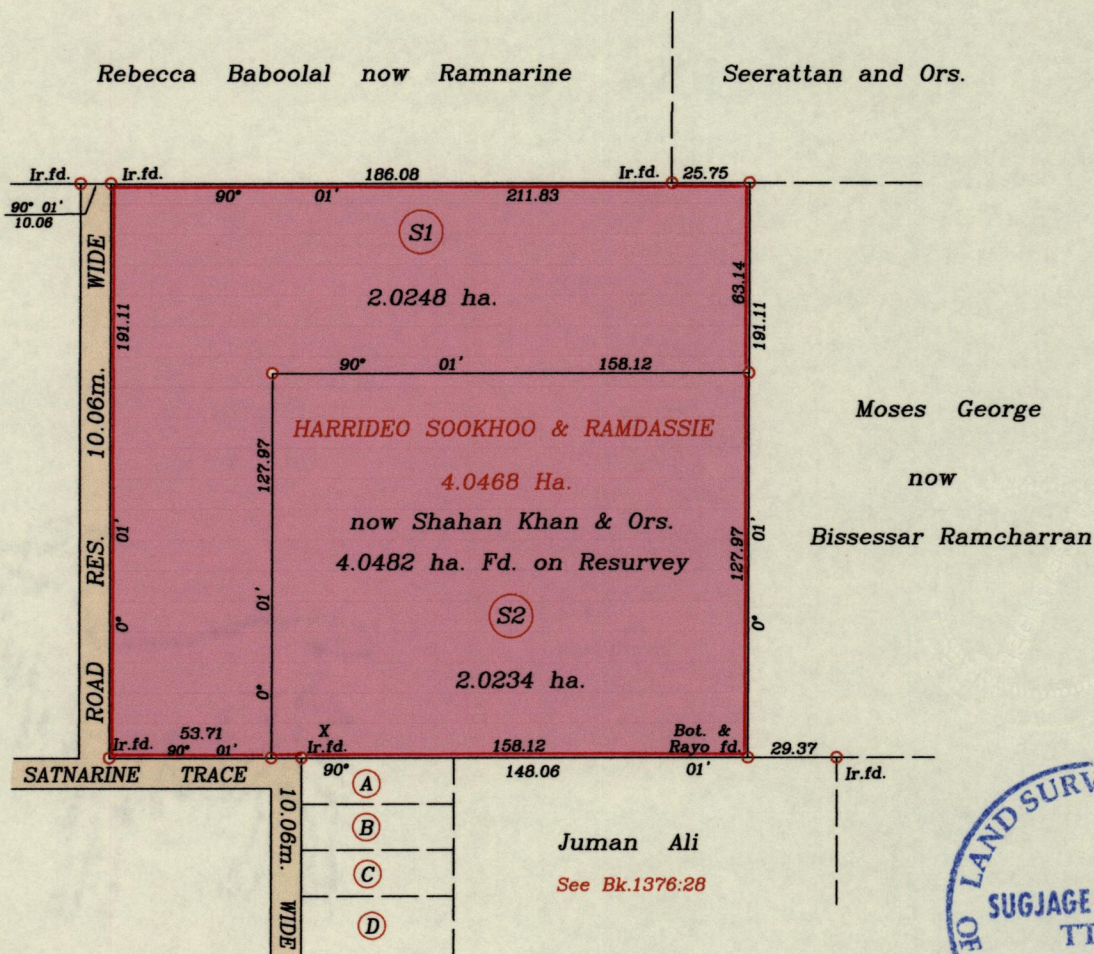 Rebecca Baboolal now Ramnarine
Seerattan and Ors.
Ir.fd.
Ir.fd.
186.08
Ir.fd.
25.75
90° 01'
10.06
90° 01'
211.83
S1
2.0248 ha.
63.14
191.11
191.11
90° 01'
158.12
ROAD RES. 10.06m. WIDE
0° 01'
HARRIDEO SOOKHOO & RAMDASSIE
4.0468 Ha.
now Shahan Khan & Ors.
4.0482 ha. Fd. on Resurvey
S2
2.0234 ha.
127.97
0° 01'
127.97
0° 01'
Moses George
now
Bissessar Ramcharran
Ir.fd.
53.71
90° 01'
X
Ir.fd.
158.12
Bot. &
Rayo fd.
29.37
Ir.fd.
90°
148.06
01'
SATNARINE TRACE
10.06m. WIDE
A
B
C
D
Juman Ali
See Bk.1376:28
LAND SURV
SUGJAGE
TT